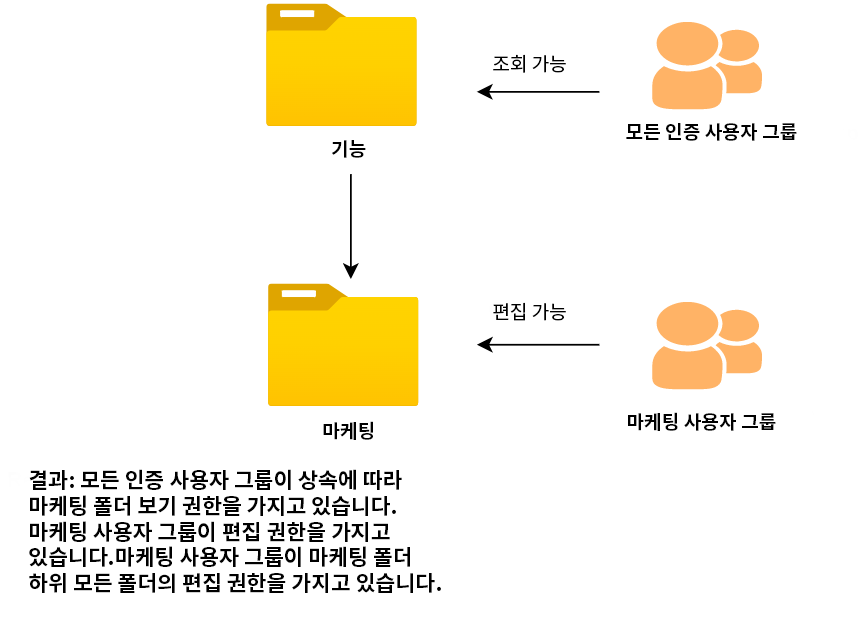 조회 가능
모든 인증 사용자 그룹
기능
편집 가능
마케팅 사용자 그룹
마케팅
결과: 모든 인증 사용자 그룹이 상속에 따라
마케팅 폴더 보기 권한을 가지고 있습니다.
마케팅 사용자 그룹이 편집 권한을 가지고
있습니다.마케팅 사용자 그룹이 마케팅 폴더
하위 모든 폴더의 편집 권한을 가지고 있습니다.